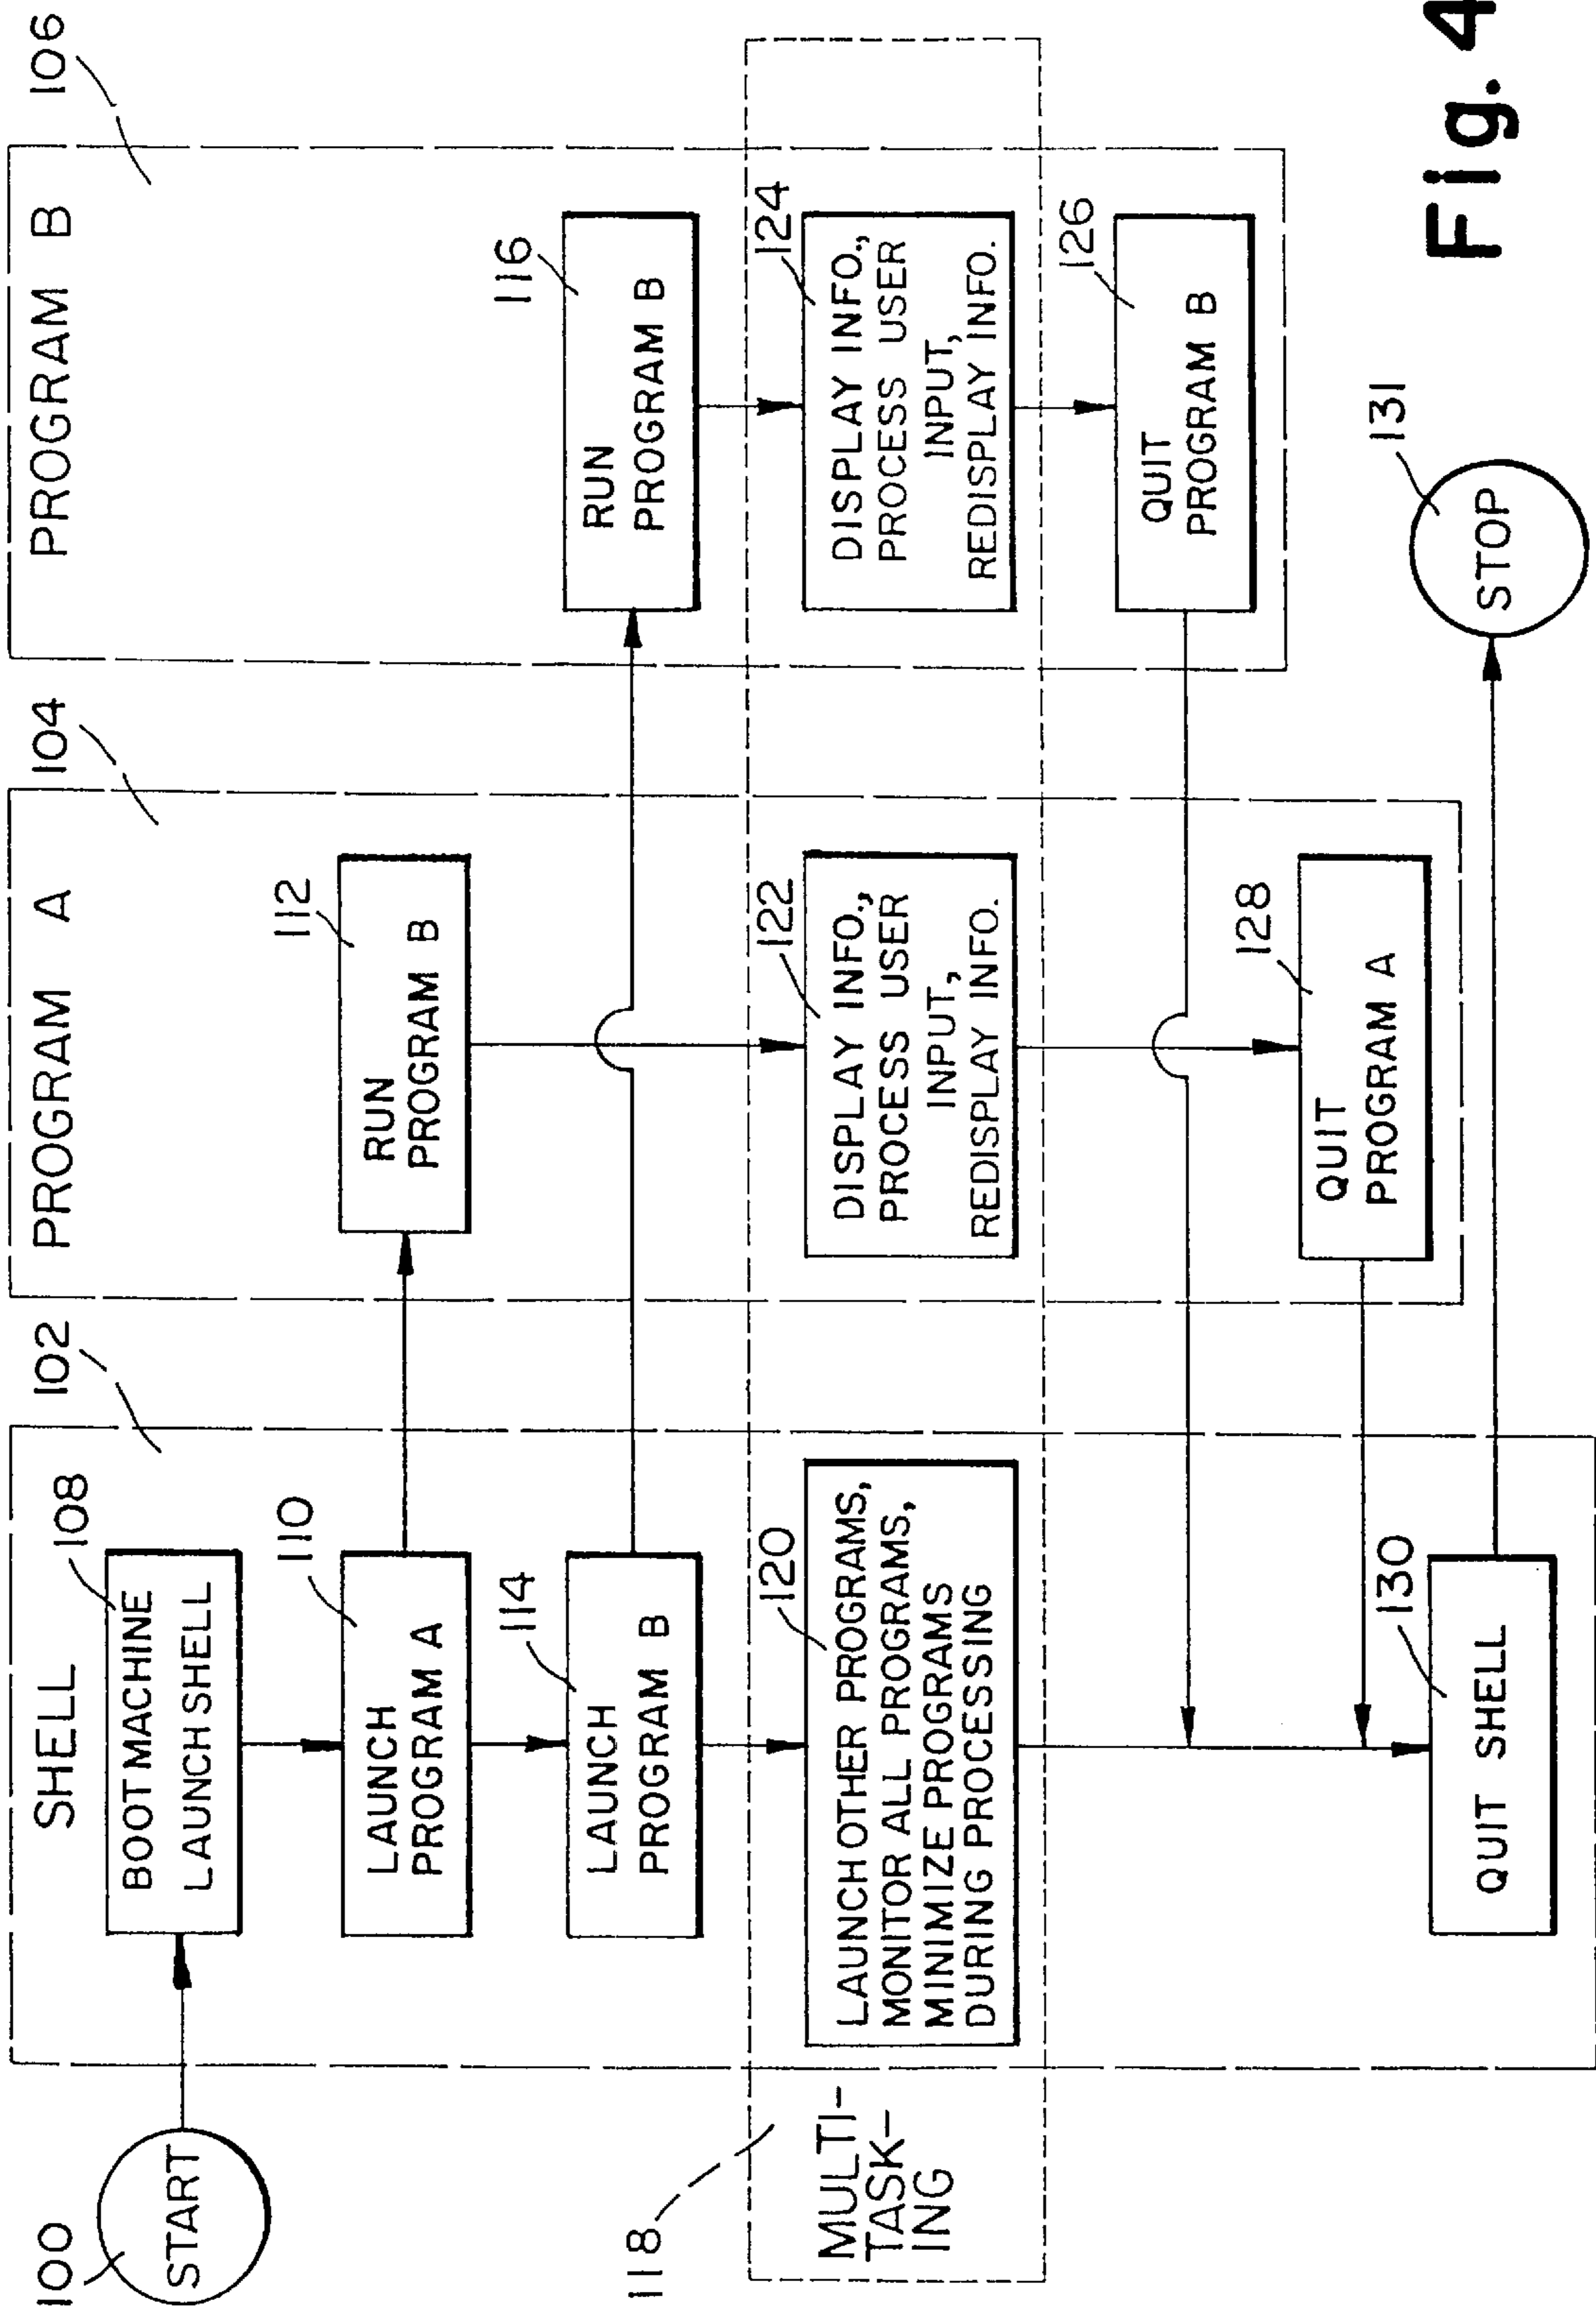 100
START
102
SHELL
108
BOOT MACHINE
LAUNCH SHELL
110
LAUNCH
PROGRAM A
114
LAUNCH
PROGRAM B
118
MULTI-
TASK-
ING
120
LAUNCH OTHER PROGRAMS,
MONITOR ALL PROGRAMS,
MINIMIZE PROGRAMS
DURING PROCESSING
130
QUIT SHELL
104
PROGRAM A
112
RUN
PROGRAM B
122
DISPLAY INFO.,
PROCESS USER
INPUT,
REDISPLAY INFO.
128
QUIT
PROGRAM A
106
PROGRAM B
116
RUN
PROGRAM B
124
DISPLAY INFO.,
PROCESS USER
INPUT,
REDISPLAY INFO.
126
QUIT
PROGRAM B
131
STOP
Fig. 4